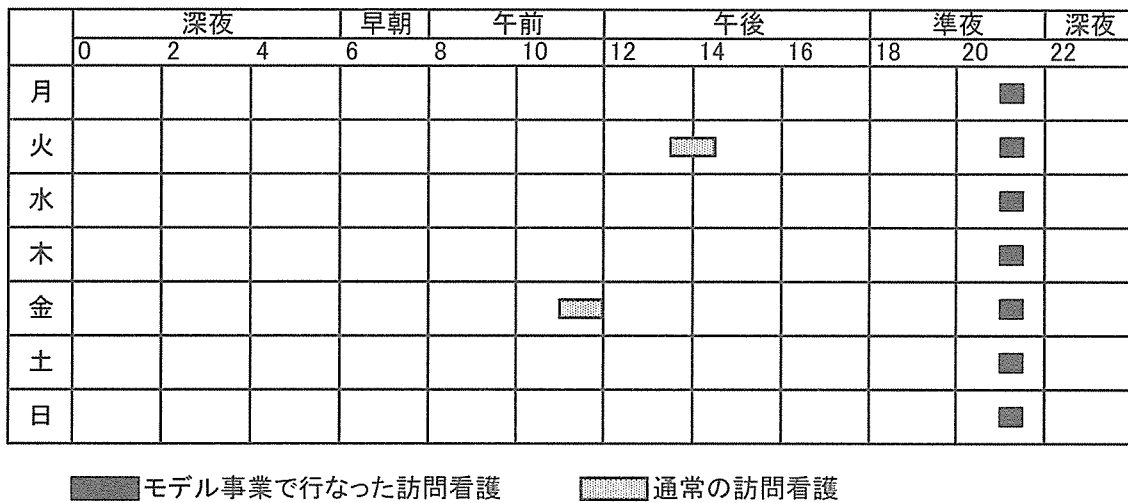 深夜 早朝 午前 午後 準夜 深夜
0 2 4 6 8 10 12 14 16 18 20 22
月
火
水
木
金
土
日
モデル事業で行なった訪問看護 通常の訪問看護